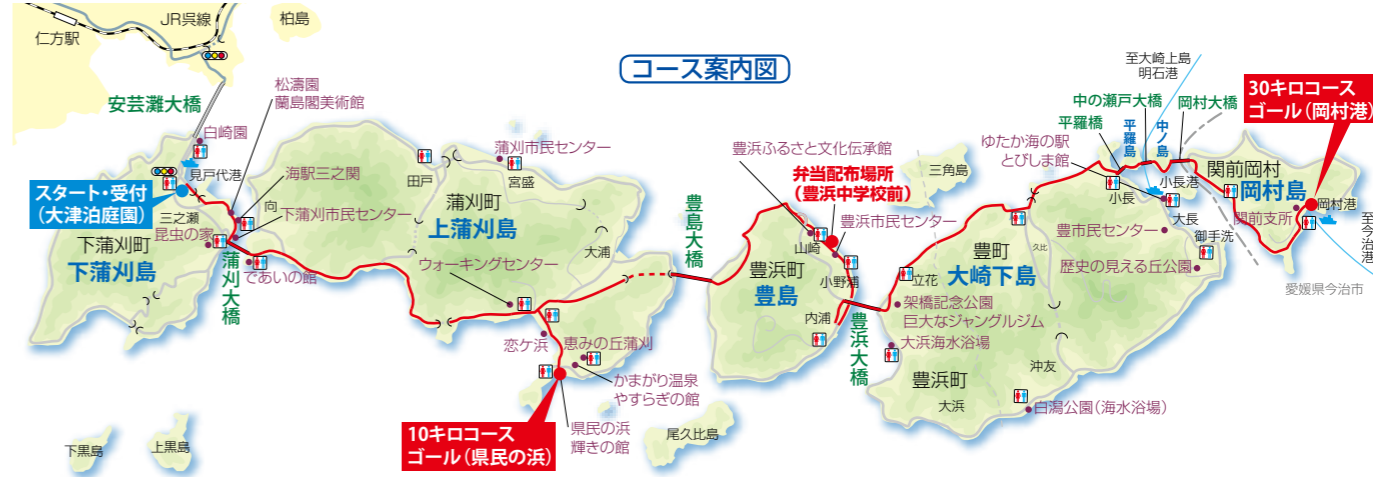 コース案内図
JR呉線
仁方駅
柏島
安芸灘大橋
松濤園
蘭島閣美術館
白崎園
見戸代港
スタート・受付
(大津泊庭園)
三之瀬
昆虫の家
下蒲刈町
下蒲刈島
向
海駅三之関
下蒲刈市民センター
であいの館
蒲刈大橋
下黒島
上黒島
田戸
宮盛
蒲刈市民センター
蒲刈町
上蒲刈島
大浦
ウォーキングセンター
恋ケ浜
恵みの丘蒲刈
かまがり温泉
やすらぎの館
県民の浜
輝きの館
10キロコース
ゴール(県民の浜)
尾久比島
豊島大橋
豊浜ふるさと文化伝承館
弁当配布場所
(豊浜中学校前)
豊浜市民センター
山崎
豊浜町
豊島
小野浦
内浦
豊浜大橋
三角島
立花
架橋記念公園
巨大なジャングルジム
大浜海水浴場
豊浜町
大浜
沖友
白潟公園(海水浴場)
豊町
大崎下島
久比
ゆたか海の駅
とびしま館
平羅橋
中の瀬戸大橋
平羅島
中ノ島
岡村大橋
至大崎上島
明石港
小長
小長港
大長
豊市民センター
御手洗
歴史の見える丘公園
関前岡村
岡村島
関前支所
岡村港
30キロコース
ゴール(岡村港)
至今治港
愛媛県今治市